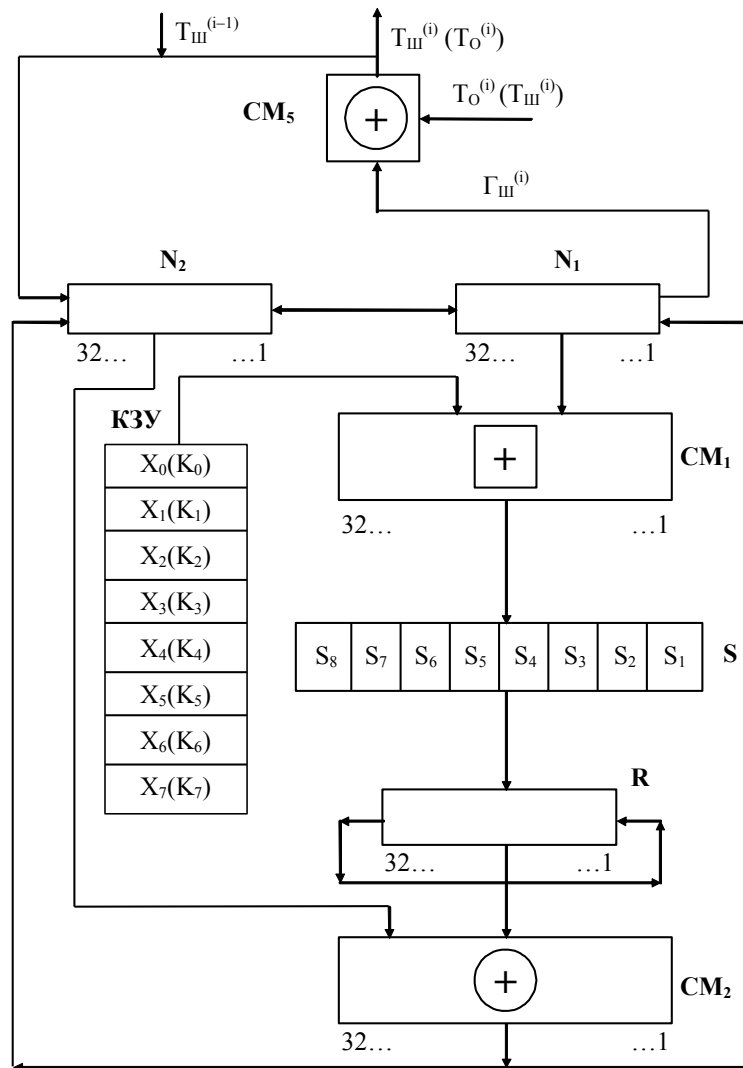 Tш⁽ⁱ⁻¹⁾
Tш⁽ⁱ⁾ (To⁽ⁱ⁾)
CM₅
+
To⁽ⁱ⁾ (Tш⁽ⁱ⁾)
Гш⁽ⁱ⁾
N₂
N₁
32... ...1
32... ...1
КЗУ
X₀(K₀)
X₁(K₁)
X₂(K₂)
X₃(K₃)
X₄(K₄)
X₅(K₅)
X₆(K₆)
X₇(K₇)
+
CM₁
32... ...1
S₈ S₇ S₆ S₅ S₄ S₃ S₂ S₁
S
R
32... ...1
+
CM₂
32... ...1